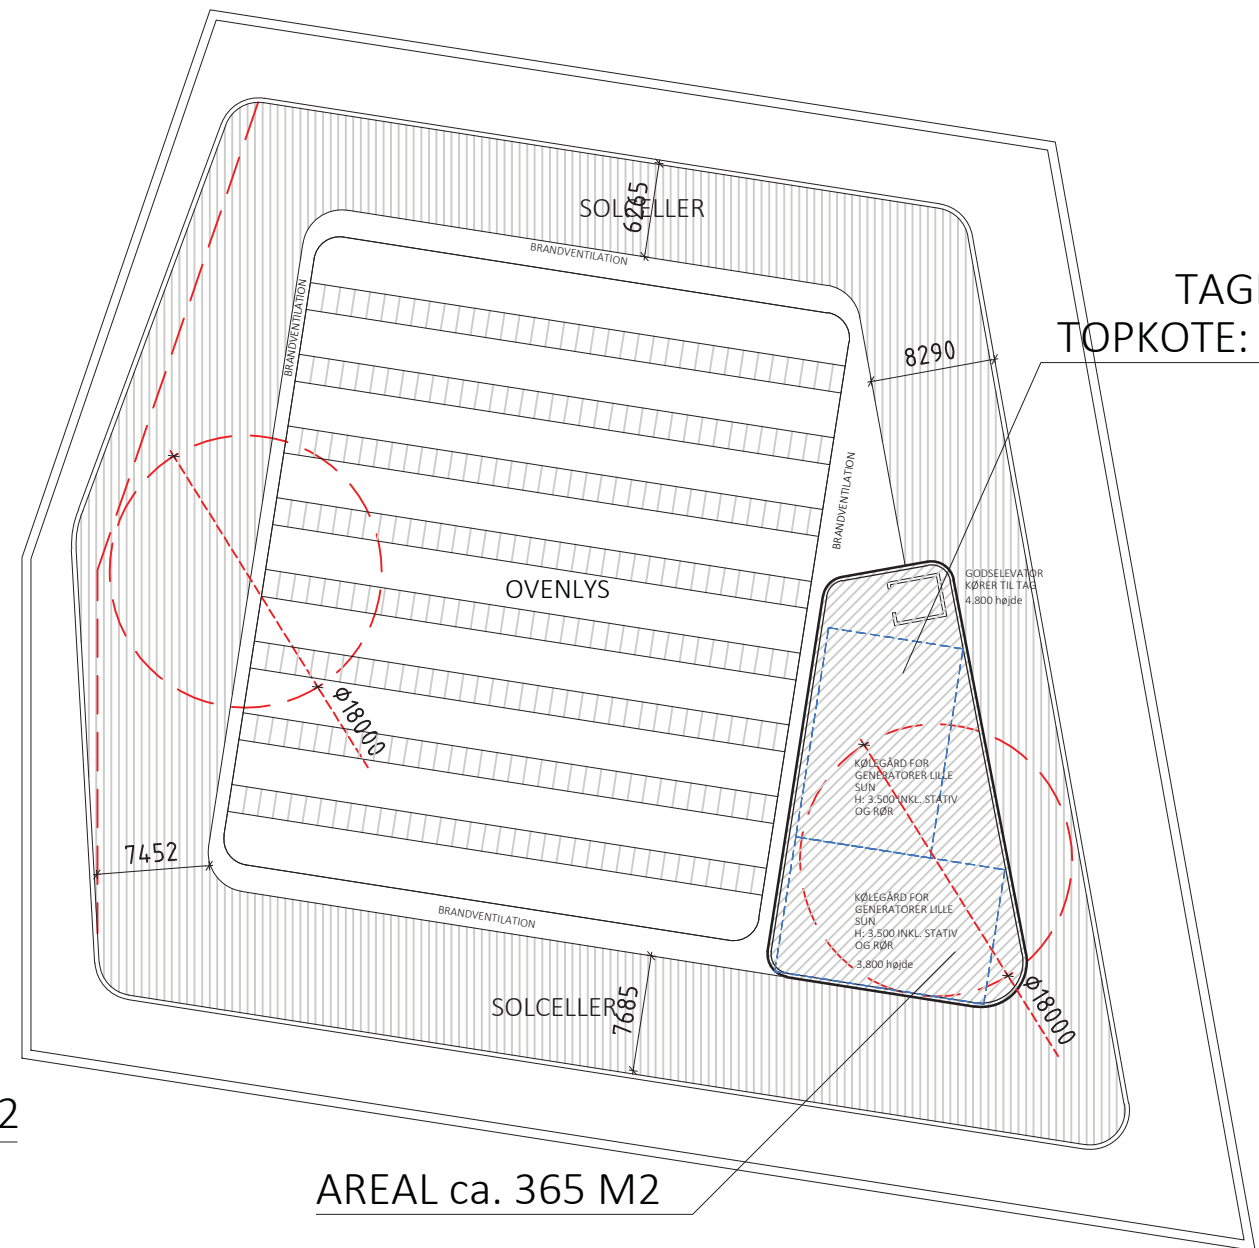 6265
SOLCELLER
BRANDVENTILATION
BRANDVENTILATION
TAG
TOPKOTE:
8290
BRANDVENTILATION
GODSELEVATOR
KØRER TIL TAG
4.800 højde
OVENLYS
Ø18000
KØLEGÅRD FOR
GENERATORER LILLE
SUN
H: 3.500 INKL. STATIV
OG RØR
7452
KØLEGÅRD FOR
GENERATORER LILLE
SUN
H: 3.500 INKL. STATIV
OG RØR
3.800 højde
BRANDVENTILATION
SOLCELLER
7685
Ø18000
2
AREAL ca. 365 M2